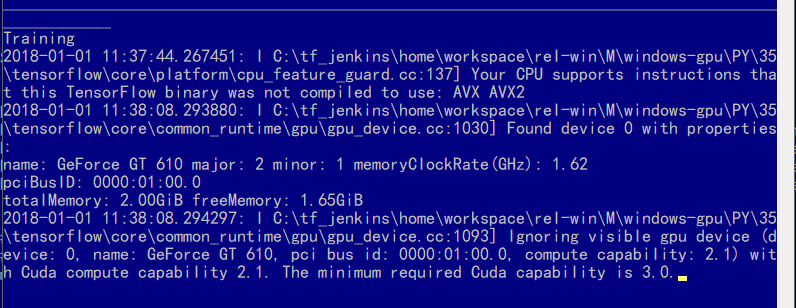 Training
2018-01-01 11:37:44.267451: I C:\tf_jenkins\home\workspace\rel-win\M\windows-gpu\PY\35
\tensorflow\core\platform\cpu_feature_guard.cc:137] Your CPU supports instructions tha
t this TensorFlow binary was not compiled to use: AVX AVX2
2018-01-01 11:38:08.293880: I C:\tf_jenkins\home\workspace\rel-win\M\windows-gpu\PY\35
\tensorflow\core\common_runtime\gpu\gpu_device.cc:1030] Found device 0 with properties
:
name: GeForce GT 610 major: 2 minor: 1 memoryClockRate(GHz): 1.62
pciBusID: 0000:01:00.0
totalMemory: 2.00GiB freeMemory: 1.65GiB
2018-01-01 11:38:08.294297: I C:\tf_jenkins\home\workspace\rel-win\M\windows-gpu\PY\35
\tensorflow\core\common_runtime\gpu\gpu_device.cc:1093] Ignoring visible gpu device (d
evice: 0, name: GeForce GT 610, pci bus id: 0000:01:00.0, compute capability: 2.1) wit
h Cuda compute capability 2.1. The minimum required Cuda capability is 3.0.